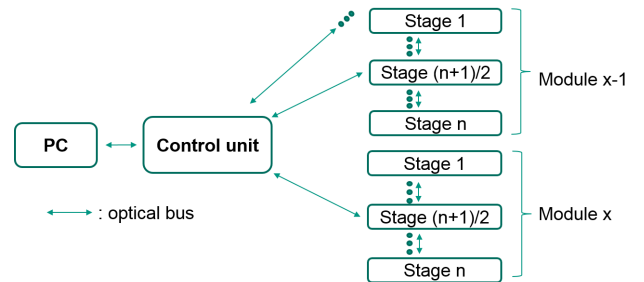 Stage 1
Stage (n+1)/2
Stage n
Module x-1
PC
Control unit
Stage 1
Stage (n+1)/2
Stage n
Module x
: optical bus